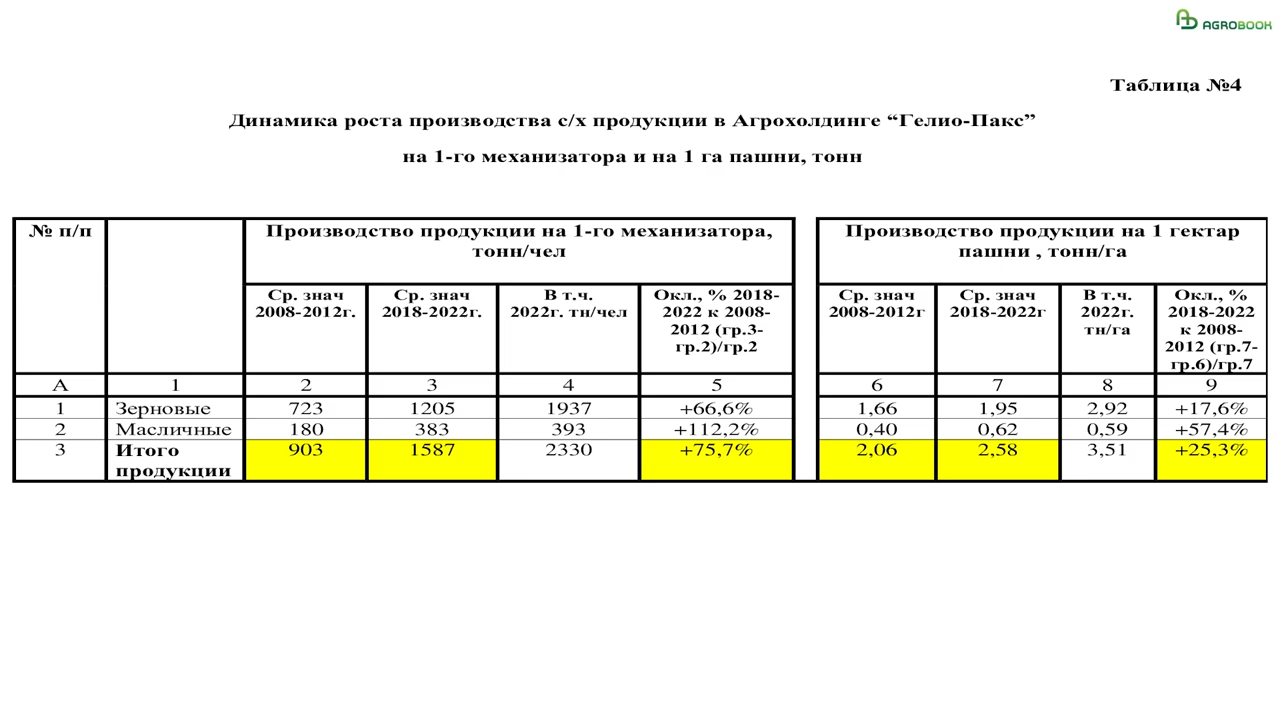 AGROBOOK
Таблица №4
Динамика роста производства с/х продукции в Агрохолдинге “Гелио-Пакс”
на 1-го механизатора и на 1 га пашни, тонн
№ п/п
Производство продукции на 1-го механизатора,
тонн/чел
Производство продукции на 1 гектар
пашни , тонн/га
Ср. знач
2008-2012г.
Ср. знач
2018-2022г.
В т.ч.
2022г. тн/чел
Окл., % 2018-
2022 к 2008-
2012 (гр.3-
гр.2)/гр.2
Ср. знач
2008-2012г
Ср. знач
2018-2022г
В т.ч.
2022г.
тн/га
Окл., %
2018-2022
к 2008-
2012 (гр.7-
гр.6)/гр.7
А 1 2 3 4 5 6 7 8 9
1 Зерновые 723 1205 1937 +66,6% 1,66 1,95 2,92 +17,6%
2 Масличные 180 383 393 +112,2% 0,40 0,62 0,59 +57,4%
3 Итого 903 1587 2330 +75,7% 2,06 2,58 3,51 +25,3%
продукции